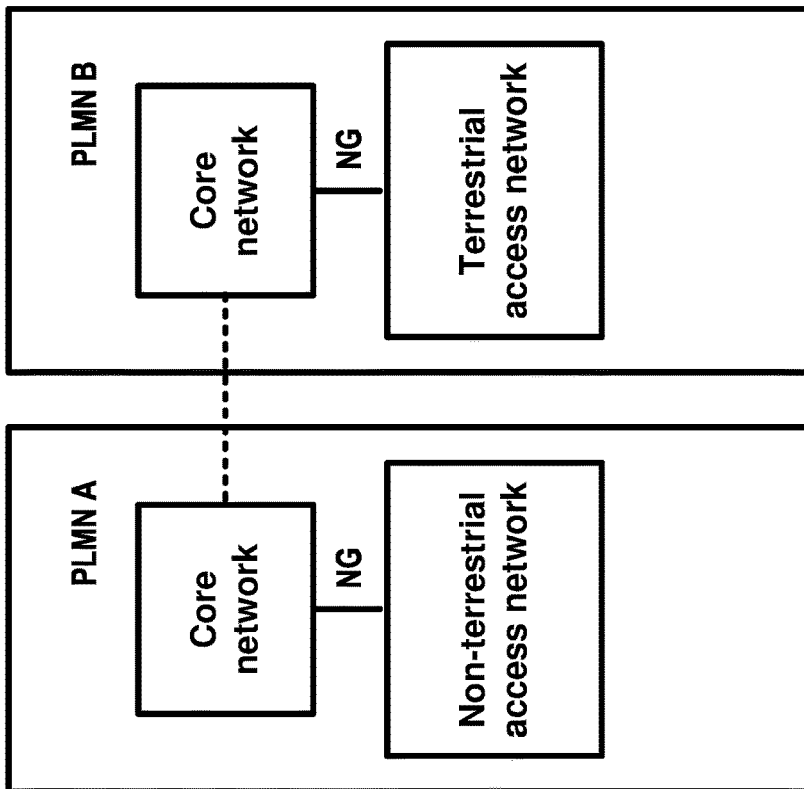 PLMN A
Core
network
NG
Non-terrestrial
access network
PLMN B
Core
network
NG
Terrestrial
access network